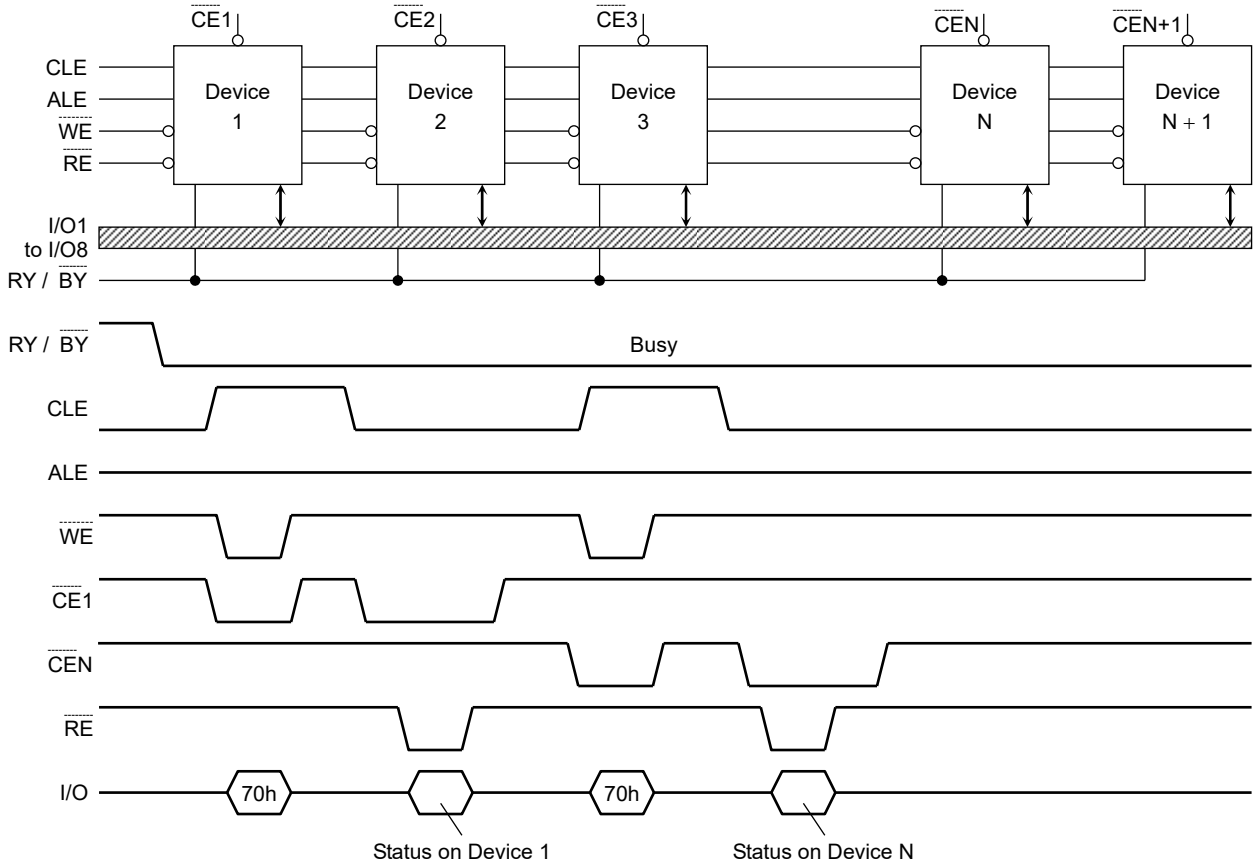 CE1 CE2 CE3 CEN CEN+1
CLE
ALE
WE
RE
Device
1
Device
2
Device
3
Device
N
Device
N + 1
I/O1
to I/O8
RY / BY
RY / BY
Busy
CLE
ALE
WE
CE1
CEN
RE
I/O
70h
70h
Status on Device 1
Status on Device N